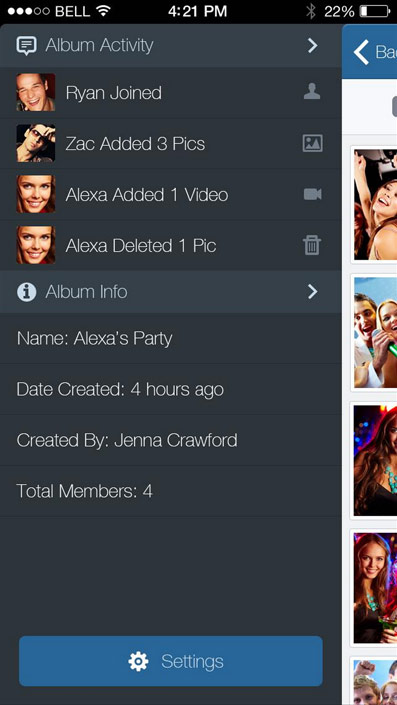 BELL 4:21 PM 22%
Album Activity
Ryan Joined
Zac Added 3 Pics
Alexa Added 1 Video
Alexa Deleted 1 Pic
Album Info
Name: Alexa's Party
Date Created: 4 hours ago
Created By: Jenna Crawford
Total Members: 4
Settings